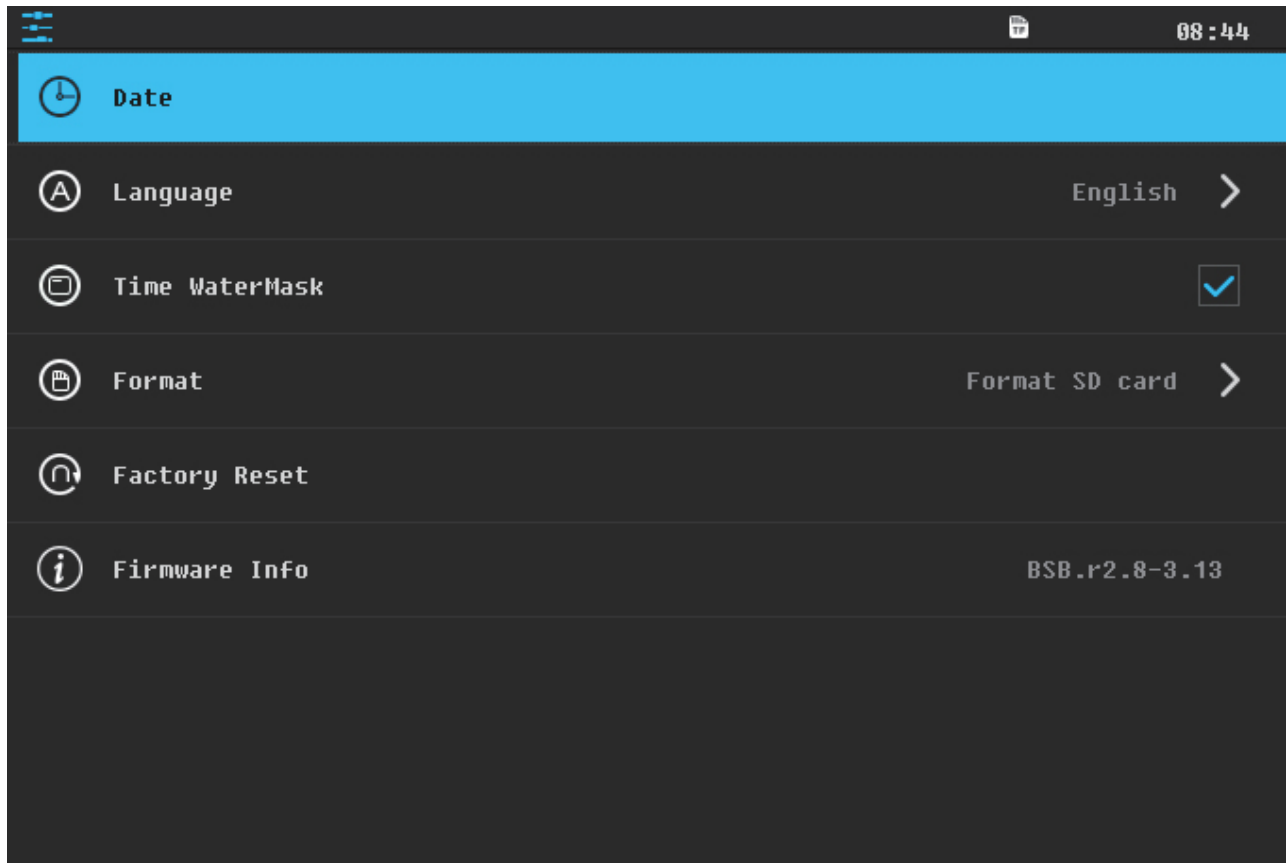 08:44
Date
Language English
Time WaterMask
Format Format SD card
Factory Reset
Firmware Info BSB.r2.8-3.13